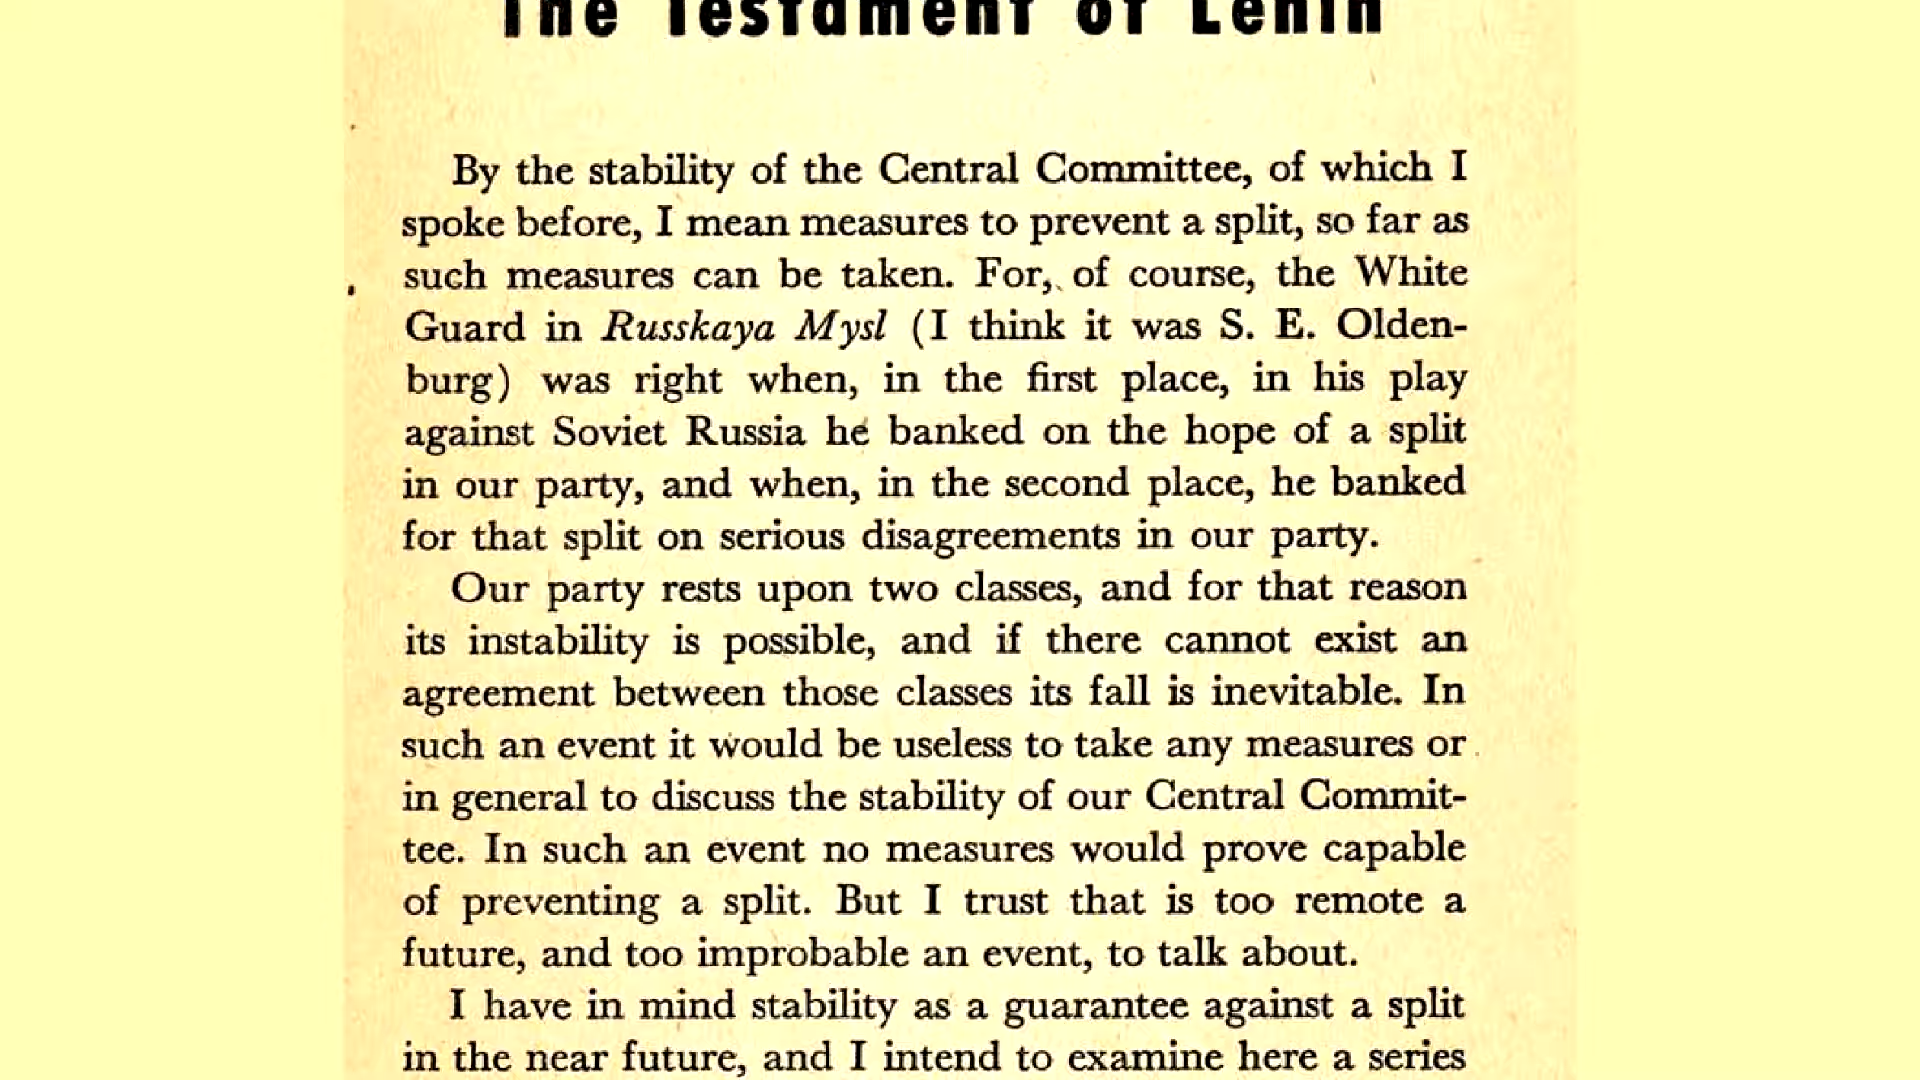 The Testament of Lenin
By the stability of the Central Committee, of which I
spoke before, I mean measures to prevent a split, so far as
such measures can be taken. For, of course, the White
Guard in Russkaya Mysl (I think it was S. E. Olden-
burg) was right when, in the first place, in his play
against Soviet Russia he banked on the hope of a split
in our party, and when, in the second place, he banked
for that split on serious disagreements in our party.
Our party rests upon two classes, and for that reason
its instability is possible, and if there cannot exist an
agreement between those classes its fall is inevitable. In
such an event it would be useless to take any measures or
in general to discuss the stability of our Central Commit-
tee. In such an event no measures would prove capable
of preventing a split. But I trust that is too remote a
future, and too improbable an event, to talk about.
I have in mind stability as a guarantee against a split
in the near future, and I intend to examine here a series